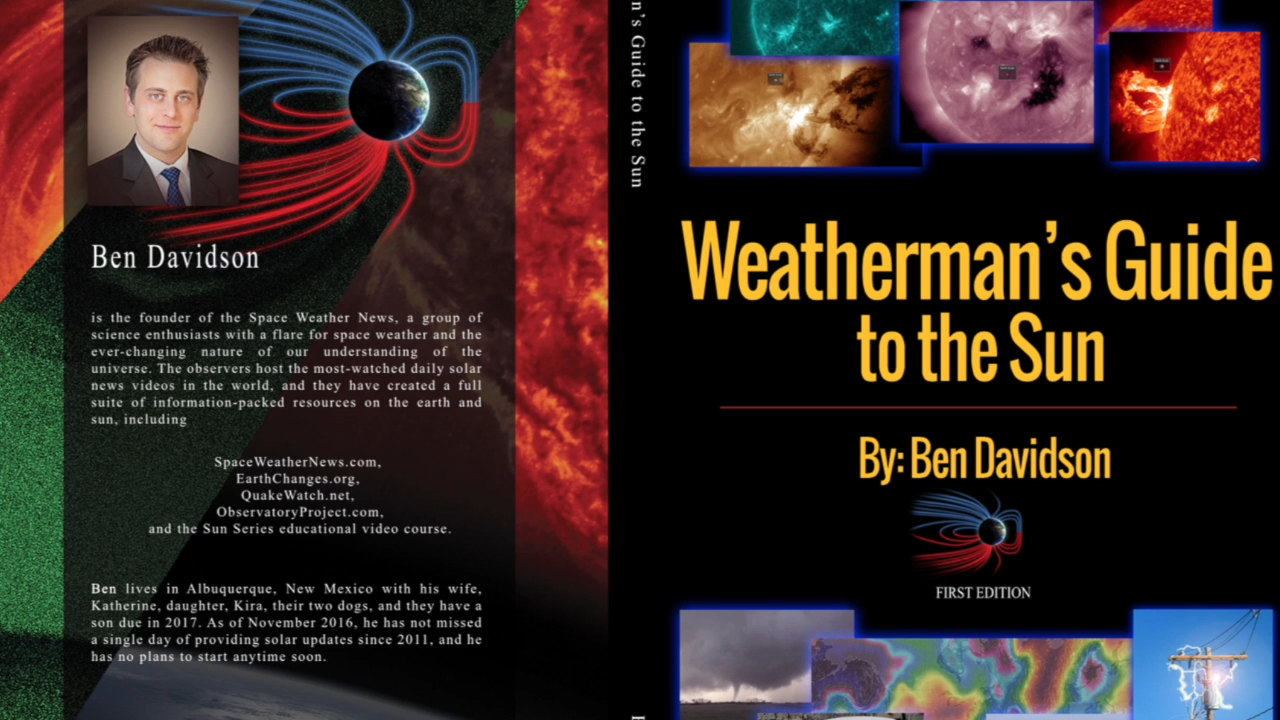 Ben Davidson
is the founder of the Space Weather News, a group of
science enthusiasts with a flare for space weather and the
ever-changing nature of our understanding of the
universe. The observers host the most-watched daily solar
news videos in the world, and they have created a full
suite of information-packed resources on the earth and
sun, including
SpaceWeatherNews.com,
EarthChanges.org,
QuakeWatch.net,
ObservatoryProject.com,
and the Sun Series educational video course.
Ben lives in Albuquerque, New Mexico with his wife,
Katherine, daughter, Kira, their two dogs, and they have a
son due in 2017. As of November 2016, he has not missed
a single day of providing solar updates since 2011, and he
has no plans to start anytime soon.
n's Guide to the Sun
Weatherman's Guide
to the Sun
By: Ben Davidson
FIRST EDITION